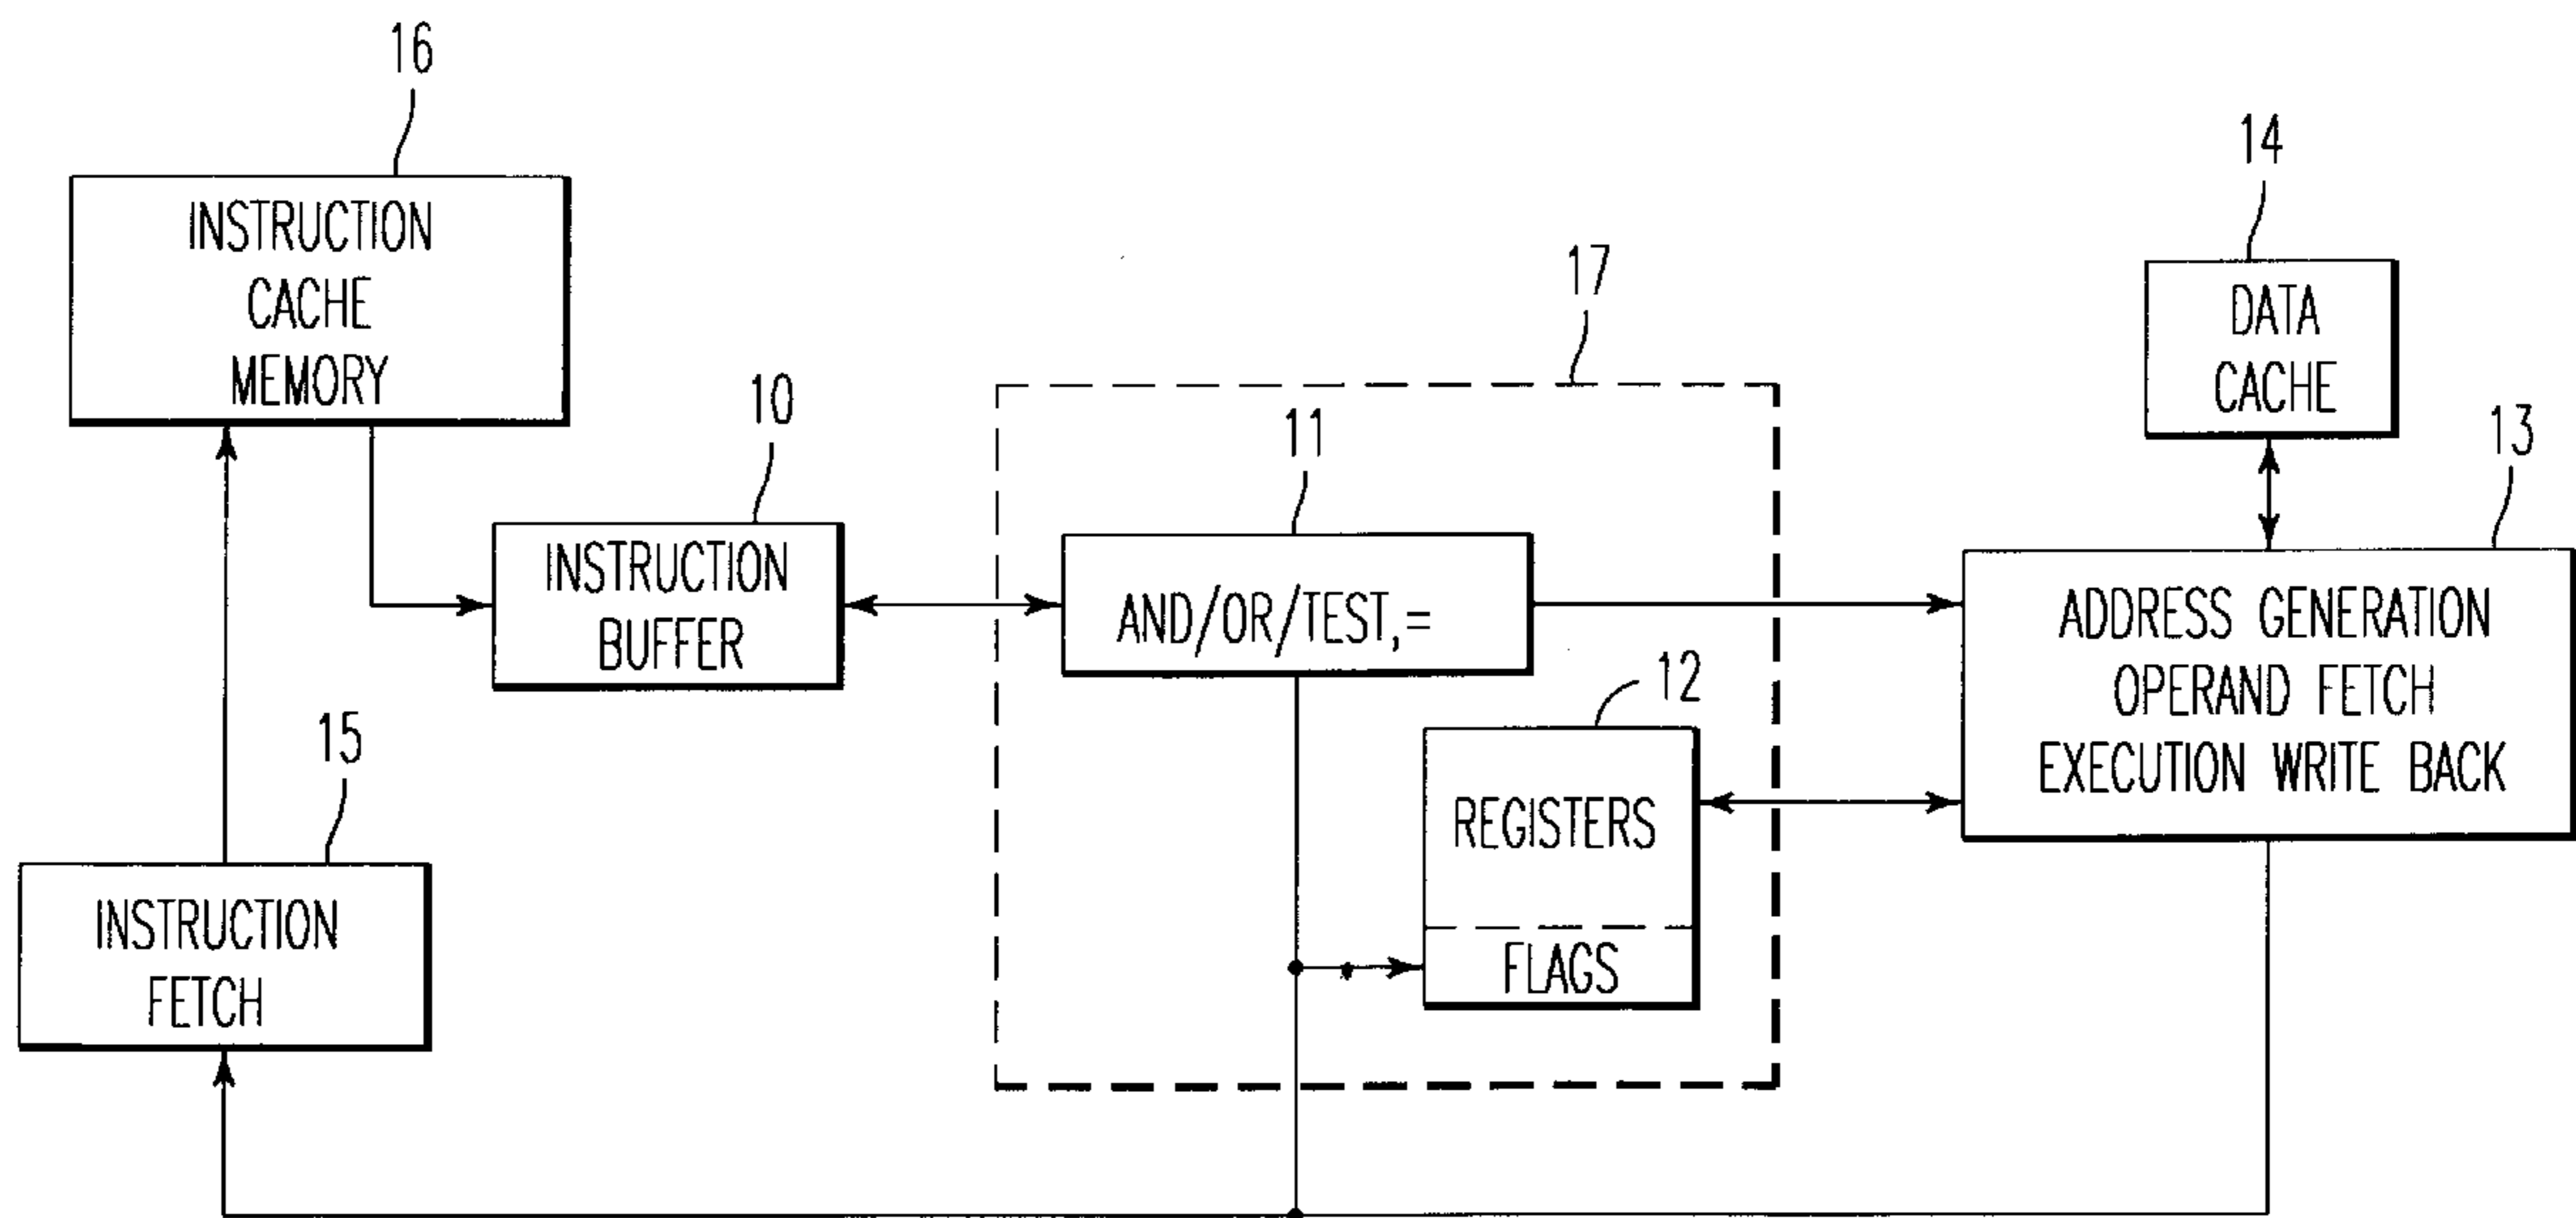 16
INSTRUCTION
CACHE
MEMORY
14
DATA
CACHE
17
10
INSTRUCTION
BUFFER
11
AND/OR/TEST,=
13
ADDRESS GENERATION
OPERAND FETCH
EXECUTION WRITE BACK
12
REGISTERS
FLAGS
15
INSTRUCTION
FETCH